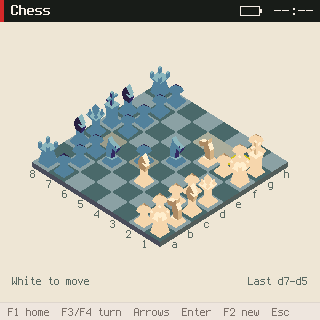 Chess --:--
8
7
6
5
4
3
2
1
a
b
c
d
e
f
g
h
White to move Last d7-d5
F1 home F3/F4 turn Arrows Enter F2 new Esc